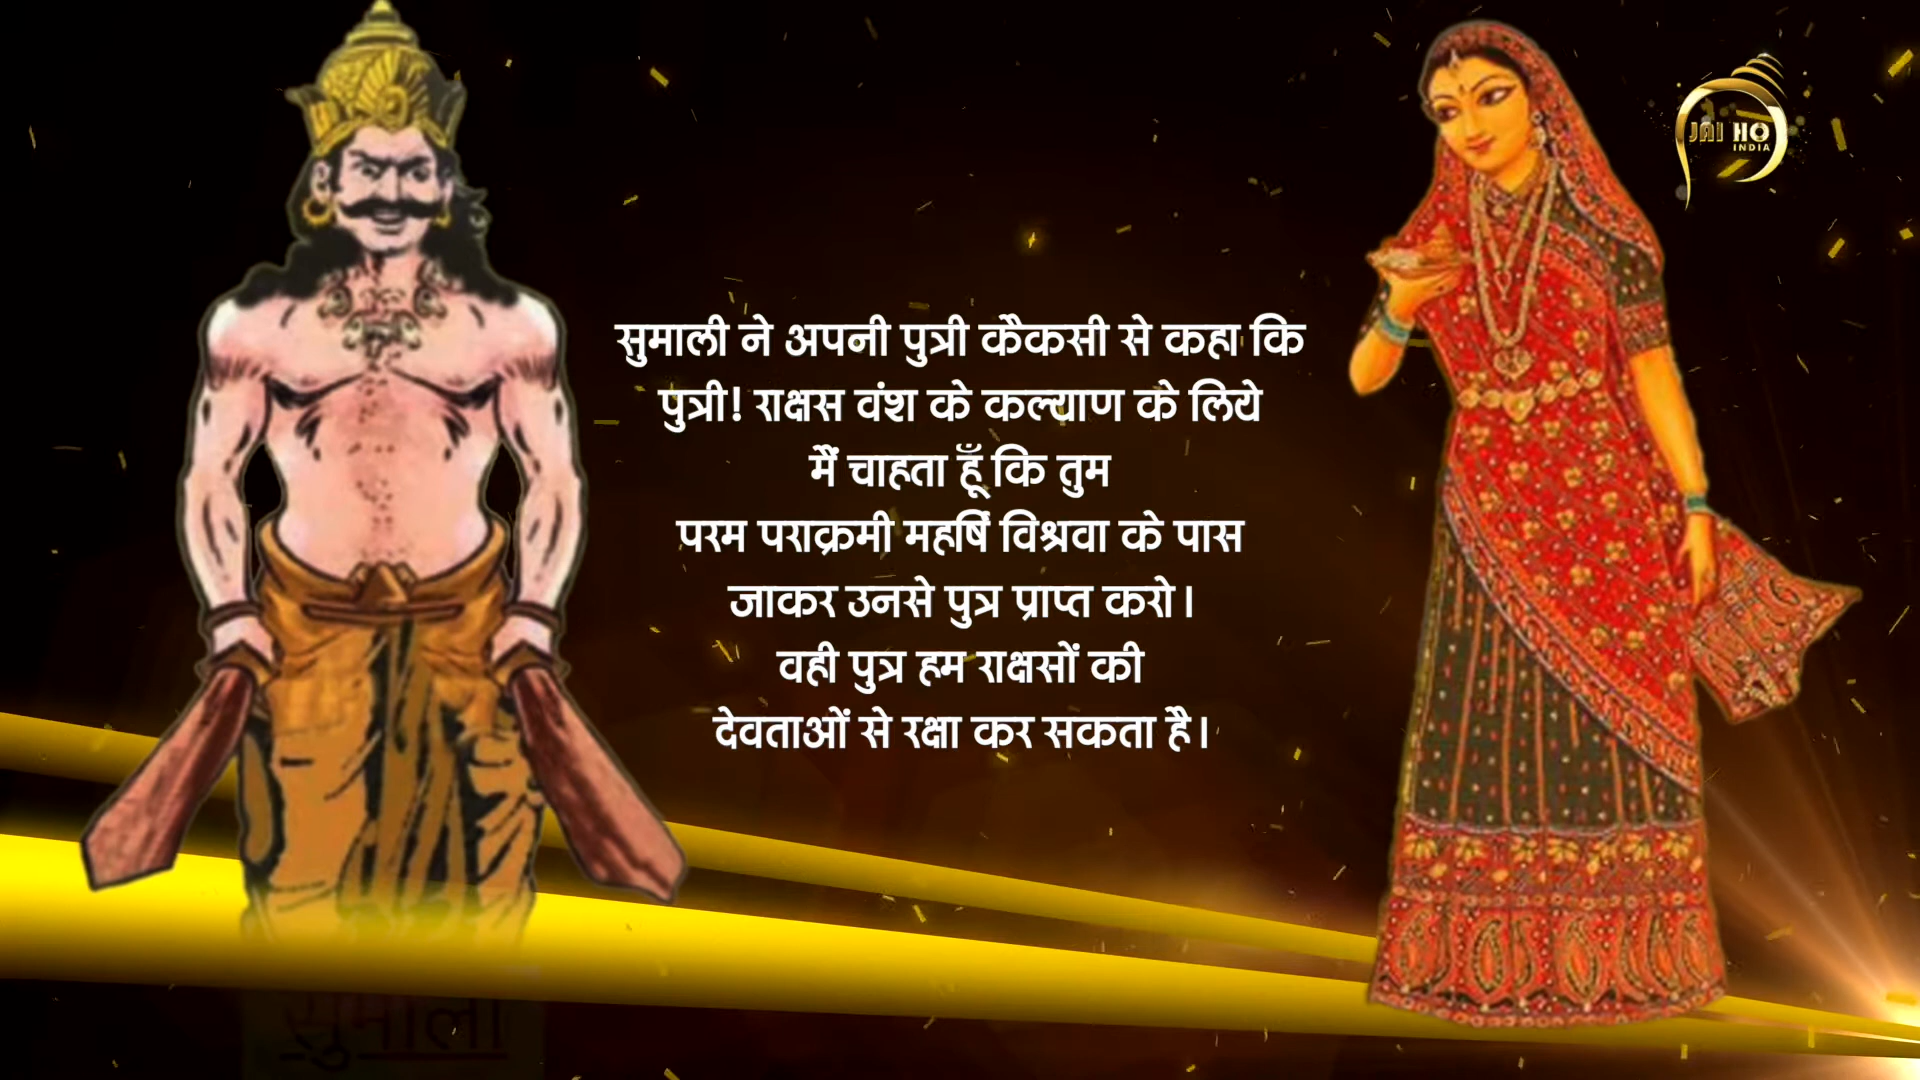 JAI HO
INDIA
सुमाली ने अपनी पुत्री कैकसी से कहा कि
पुत्री! राक्षस वंश के कल्याण के लिये
मैं चाहता हूँ कि तुम
परम पराक्रमी महर्षि विश्रवा के पास
जाकर उनसे पुत्र प्राप्त करो।
वही पुत्र हम राक्षसों की
देवताओं से रक्षा कर सकता है।
सुमाली